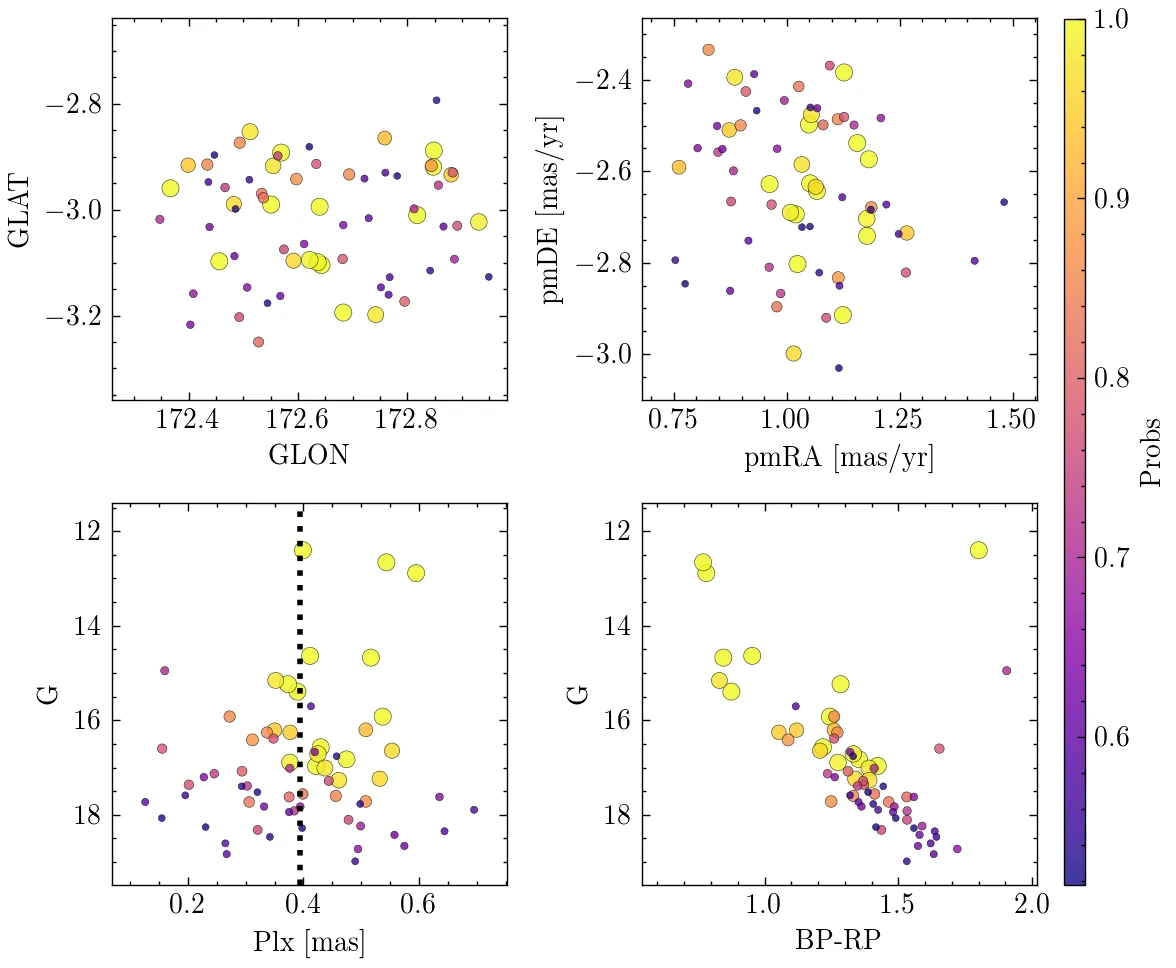 −2.8
−3.0
−3.2
GLAT
172.4 172.6 172.8
GLON
−2.4
−2.6
−2.8
−3.0
pmDE [mas/yr]
0.75 1.00 1.25 1.50
pmRA [mas/yr]
1.0
0.9
0.8
0.7
0.6
Probs
12
14
16
18
G
0.2 0.4 0.6
Plx [mas]
12
14
16
18
G
1.0 1.5 2.0
BP-RP